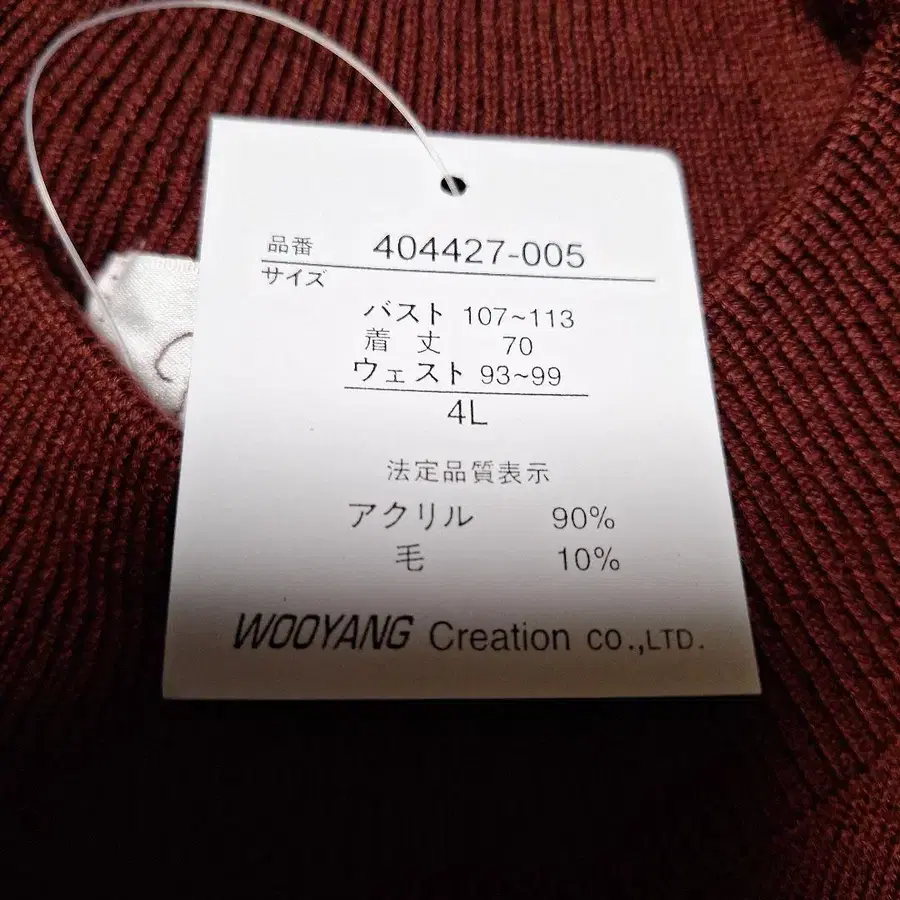 品番 404427-005
サイズ
バスト 107~113
着 丈 70
ウェスト 93~99
4L
法定品質表示
アクリル 90%
毛 10%
WOOYANG Creation CO.,LTD.